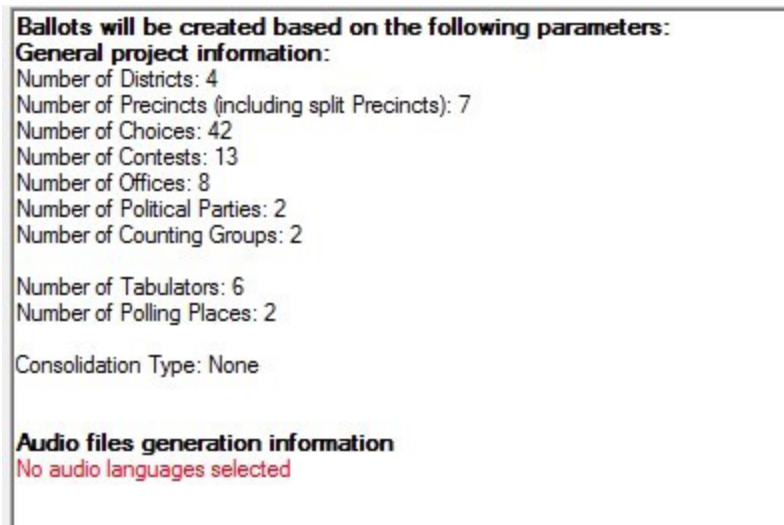 Ballots will be created based on the following parameters:
General project information:
Number of Districts: 4
Number of Precincts (including split Precincts): 7
Number of Choices: 42
Number of Contests: 13
Number of Offices: 8
Number of Political Parties: 2
Number of Counting Groups: 2
Number of Tabulators: 6
Number of Polling Places: 2
Consolidation Type: None
Audio files generation information
No audio languages selected